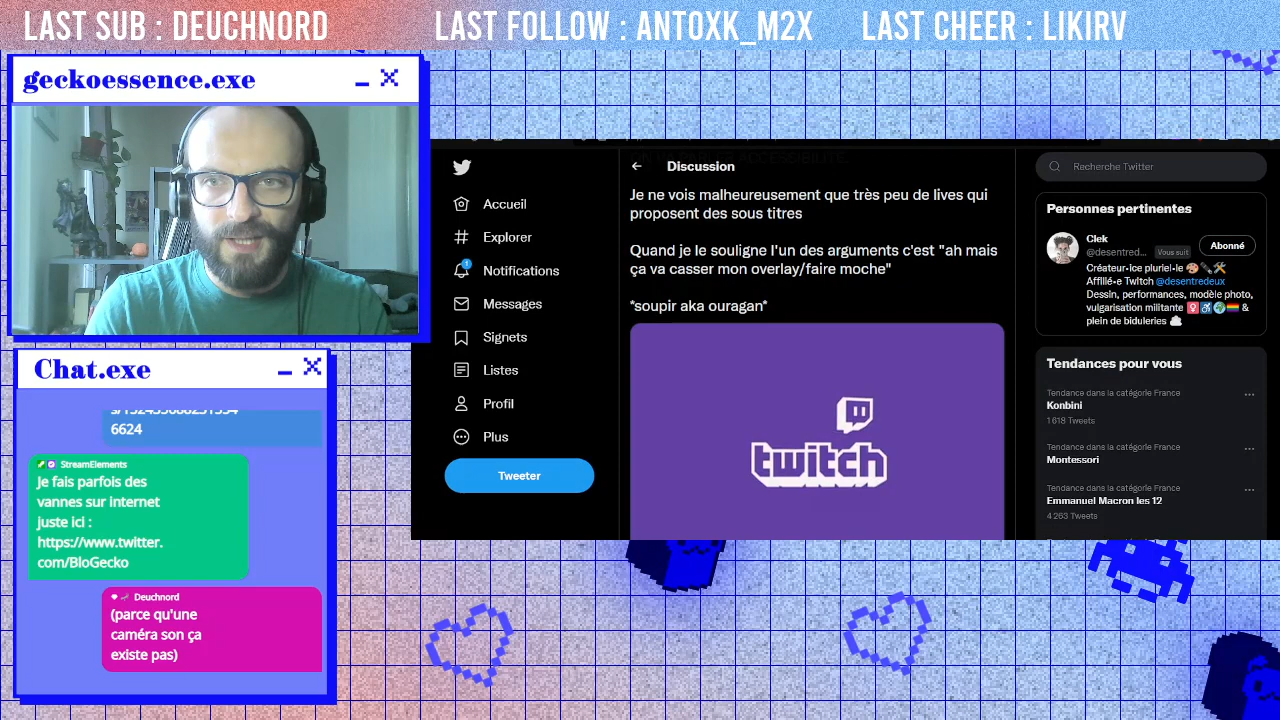 LAST SUB : DEUCHNORD
LAST FOLLOW : ANTOXK_M2X
LAST CHEER : LIKIRV
geckoessence.exe
Chat.exe
6624
StreamElements
Je fais parfois des
vannes sur internet
juste ici :
https://www.twitter.
com/BloGecko
Deuchnord
(parce qu'une
caméra son ça
existe pas)
Accueil
Explorer
1
Notifications
Messages
Signets
Listes
Profil
Plus
Tweeter
Discussion
Je ne vois malheureusement que très peu de lives qui
proposent des sous titres
Quand je le souligne l'un des arguments c'est "ah mais
ça va casser mon overlay/faire moche"
*soupir aka ouragan*
twitch
Recherche Twitter
Personnes pertinentes
Clek
@desentred... Vous suit
Abonné
Créateur•ice pluriel•le
Affilié•e Twitch @desentredeux
Dessin, performances, modèle photo,
vulgarisation militante &
plein de biduleries
Tendances pour vous
Tendance dans la catégorie France
Konbini
1 618 Tweets
Tendance dans la catégorie France
Montessori
Tendance dans la catégorie France
Emmanuel Macron les 12
4 263 Tweets